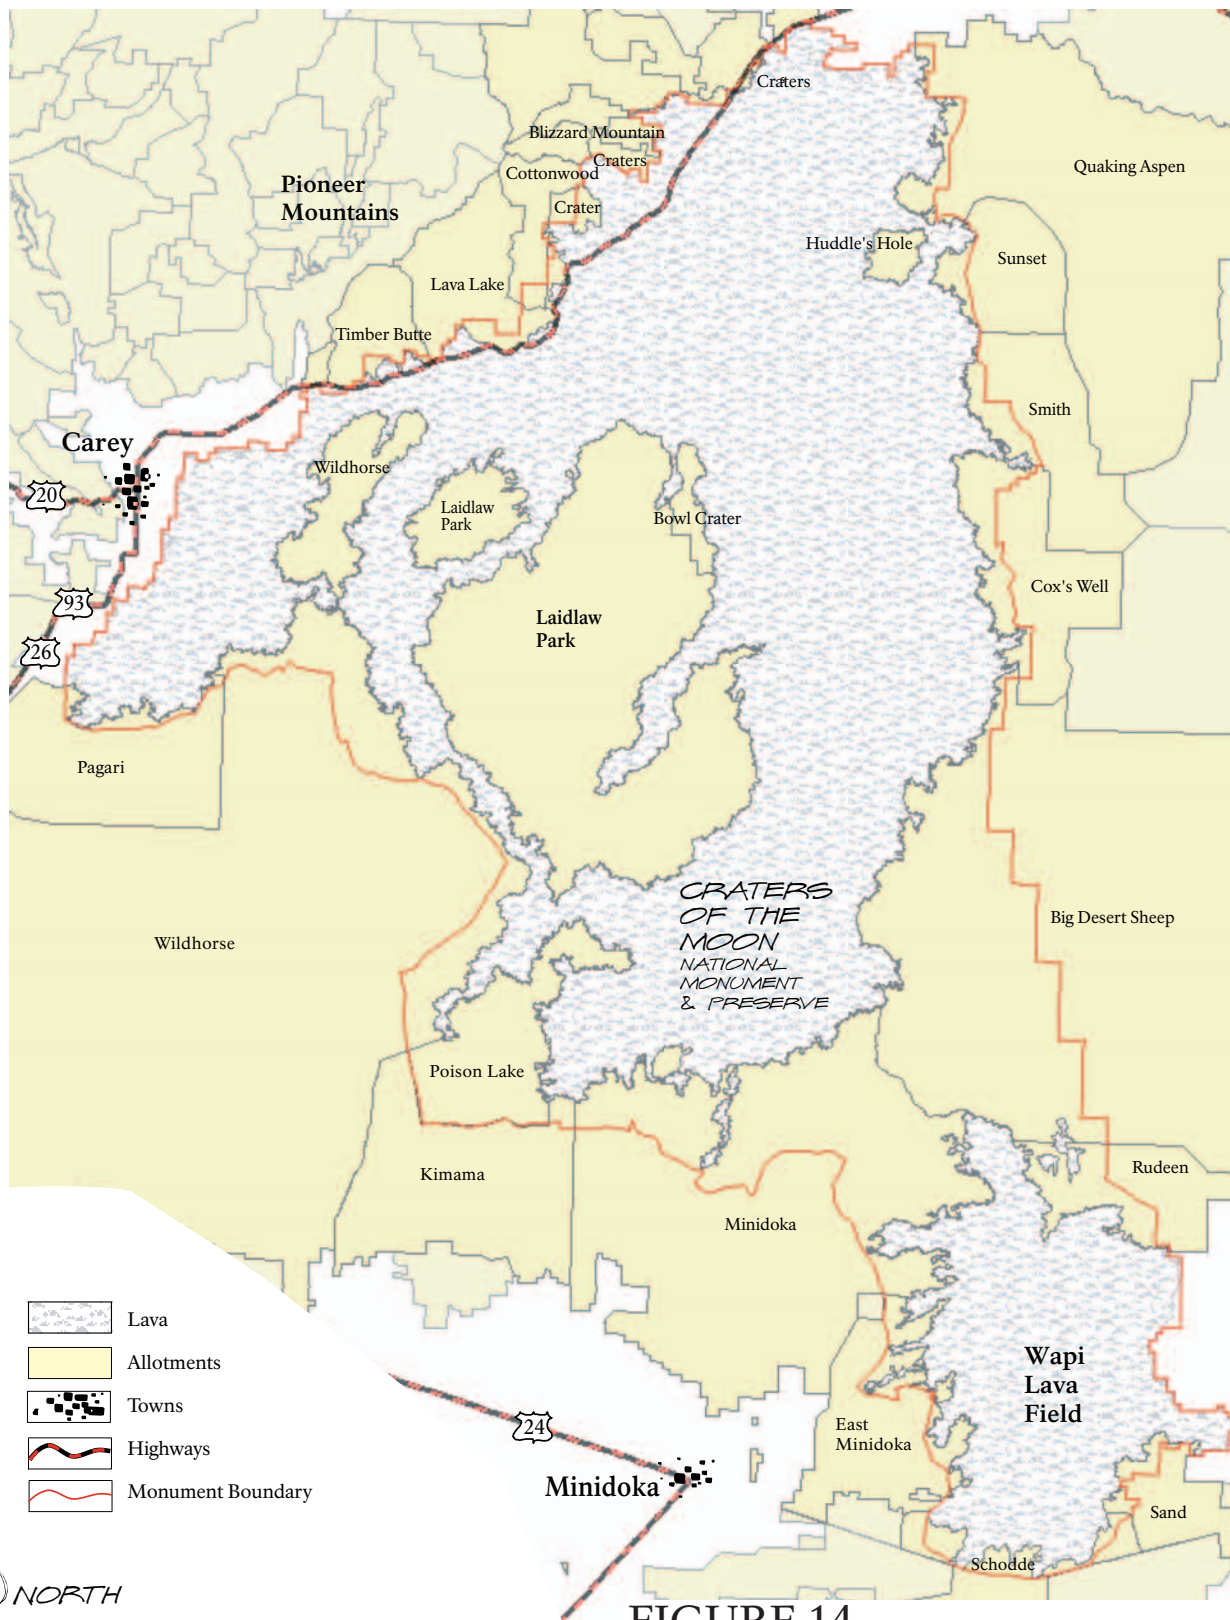 Craters
Blizzard Mountain
Craters
Cottonwood
Quaking Aspen
Pioneer
Mountains
Crater
Huddle's Hole
Sunset
Lava Lake
Timber Butte
Smith
Carey
Wildhorse
20
Laidlaw
Park
Bowl Crater
Cox's Well
93
Laidlaw
Park
26
Pagari
CRATERS
OF THE
MOON
NATIONAL
MONUMENT
& PRESERVE
Big Desert Sheep
Wildhorse
Poison Lake
Kimama
Rudeen
Minidoka
Lava
Allotments
Towns
Highways
Monument Boundary
Wapi
Lava
Field
24
East
Minidoka
Minidoka
Sand
Schodde
NORTH
FIGURE 14